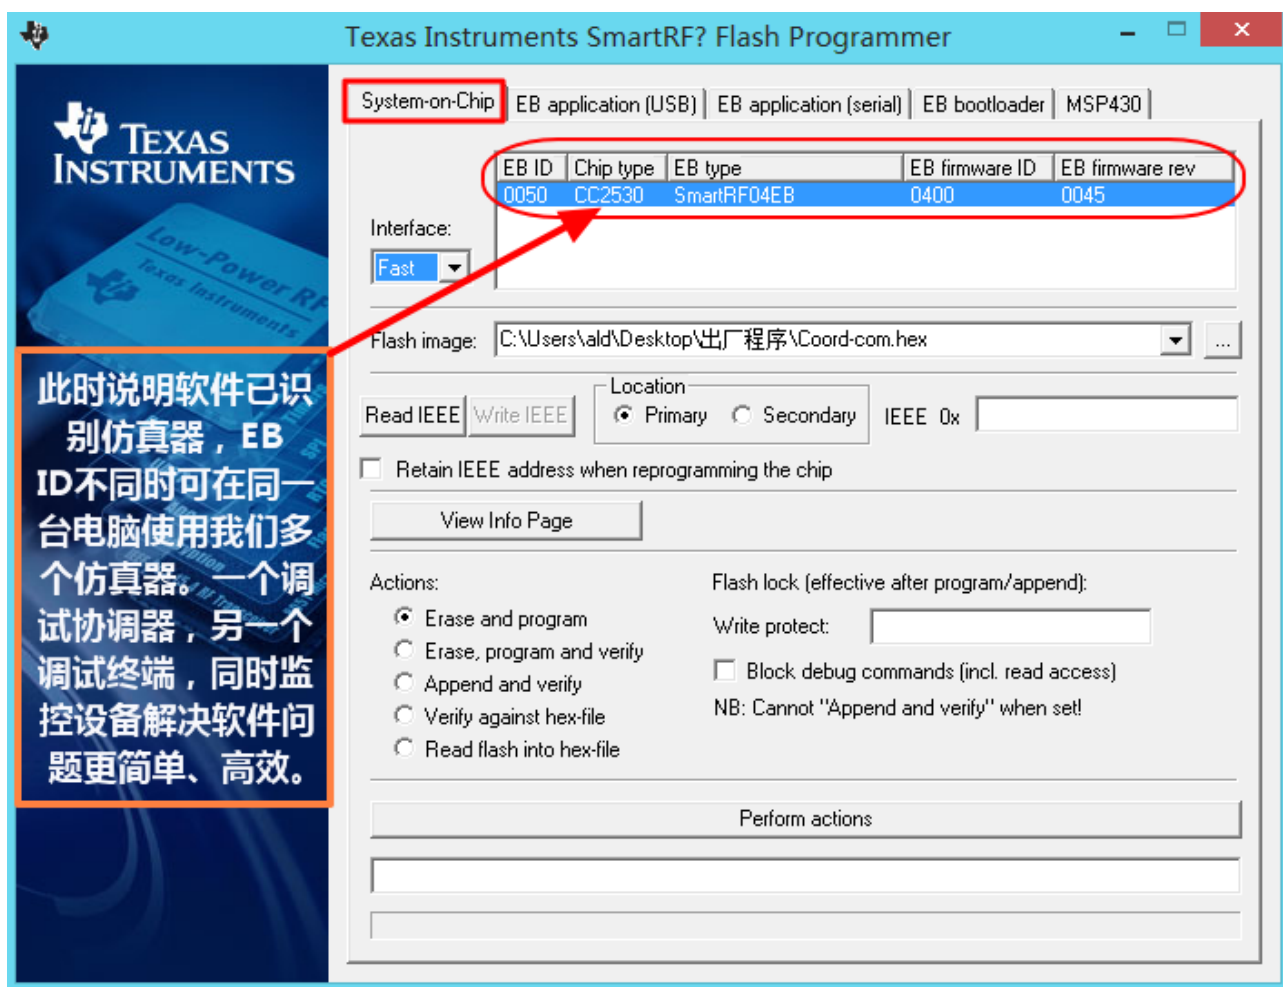 Texas Instruments SmartRF? Flash Programmer
TEXAS
INSTRUMENTS
Low-Power RF
Texas Instruments
此时说明软件已识
别仿真器，EB
ID不同时可在同一
台电脑使用我们多
个仿真器。一个调
试协调器，另一个
调试终端，同时监
控设备解决软件问
题更简单、高效。
System-on-Chip EB application (USB) EB application (serial) EB bootloader MSP430
EB ID Chip type EB type EB firmware ID EB firmware rev
0050 CC2530 SmartRF04EB 0400 0045
Interface:
Fast
Flash image: C:\Users\ald\Desktop\出厂程序\Coord-com.hex ...
Location
Read IEEE Write IEEE Primary Secondary IEEE 0x
Retain IEEE address when reprogramming the chip
View Info Page
Actions: Flash lock (effective after program/append):
Erase and program Write protect:
Erase, program and verify
Block debug commands (incl. read access)
Append and verify
NB: Cannot "Append and verify" when set!
Verify against hex-file
Read flash into hex-file
Perform actions